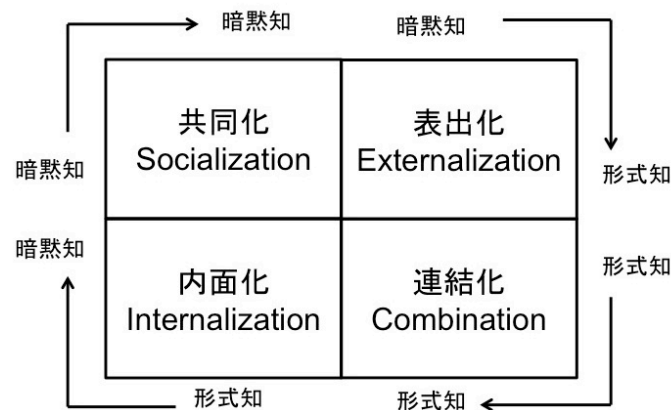 暗黙知
暗黙知
共同化
Socialization
表出化
Externalization
暗黙知
形式知
暗黙知
形式知
内面化
Internalization
連結化
Combination
形式知
形式知